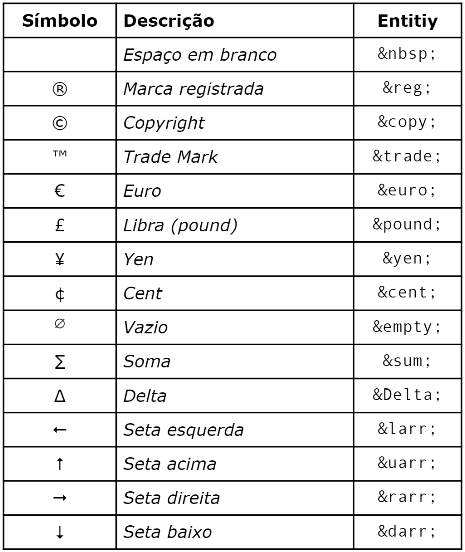 Símbolo Descrição Entitiy
Espaço em branco &nbsp;
® Marca registrada &reg;
© Copyright &copy;
™ Trade Mark &trade;
€ Euro &euro;
£ Libra (pound) &pound;
¥ Yen &yen;
¢ Cent &cent;
∅ Vazio &empty;
∑ Soma &sum;
Δ Delta &Delta;
← Seta esquerda &larr;
↑ Seta acima &uarr;
→ Seta direita &rarr;
↓ Seta baixo &darr;